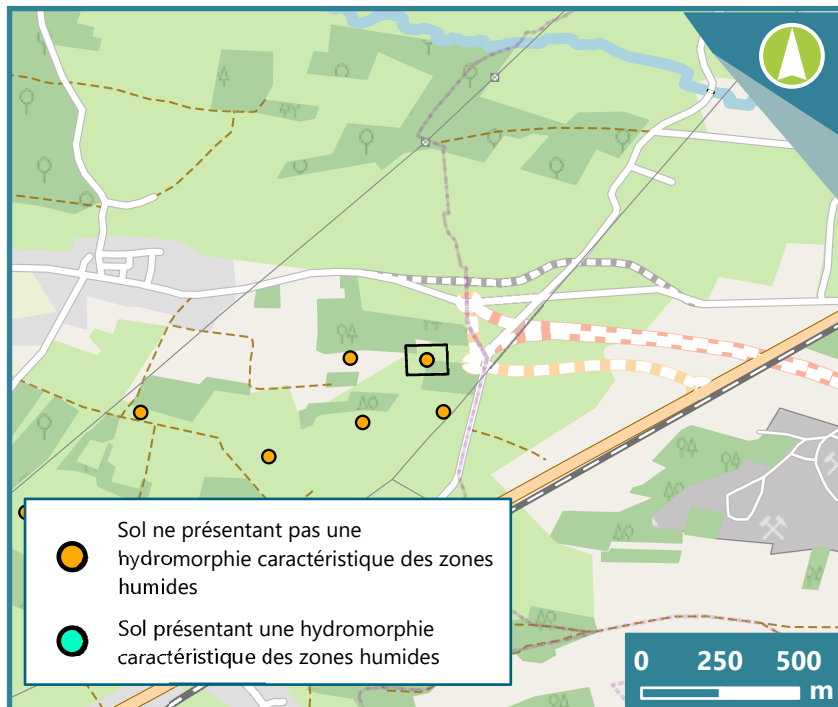 Sol ne présentant pas une
hydromorphie caractéristique des zones
humides
Sol présentant une hydromorphie
caractéristique des zones humides
0 250 500
m